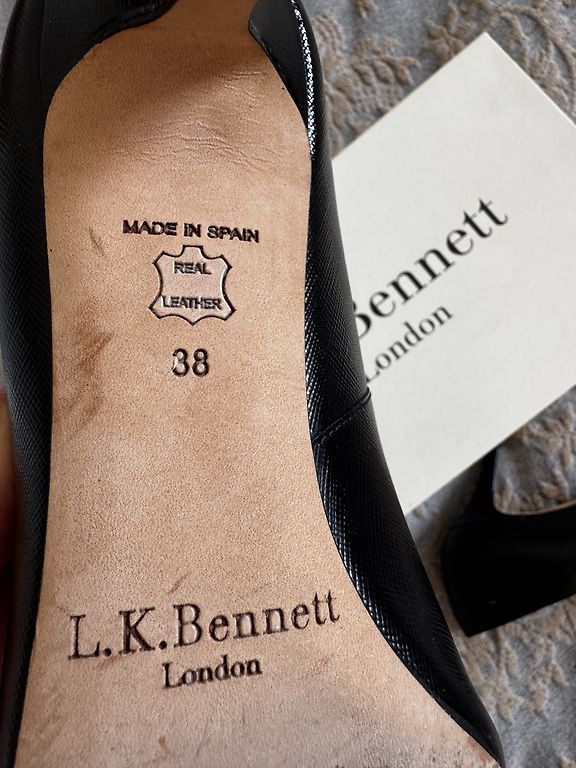 MADE IN SPAIN
REAL
LEATHER
38
L.K.Bennett
London
Bennett
London